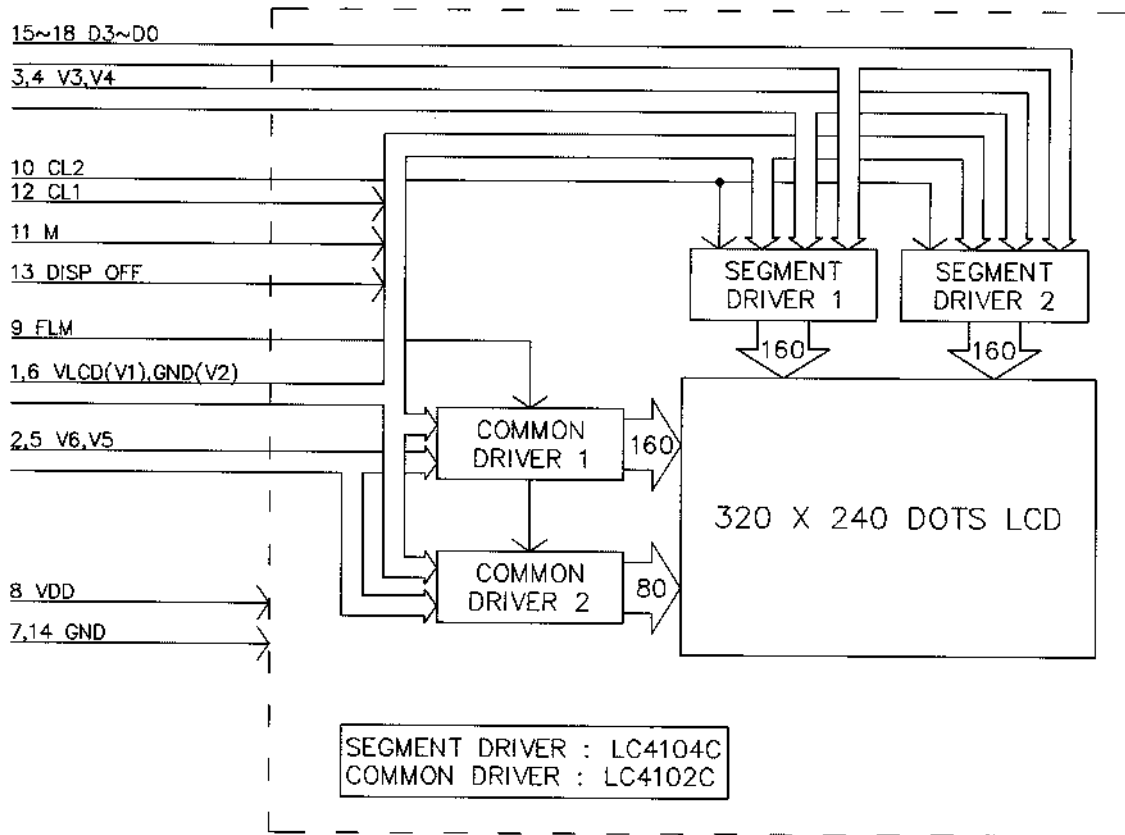 15~18 D3~D0
3,4 V3,V4
10 CL2
12 CL1
11 M
13 DISP OFF
9 FLM
1,6 VLCD(V1),GND(V2)
2,5 V6,V5
8 VDD
7,14 GND
SEGMENT
DRIVER 1
SEGMENT
DRIVER 2
160
160
COMMON
DRIVER 1
160
COMMON
DRIVER 2
80
320 X 240 DOTS LCD
SEGMENT DRIVER : LC4104C
COMMON DRIVER : LC4102C